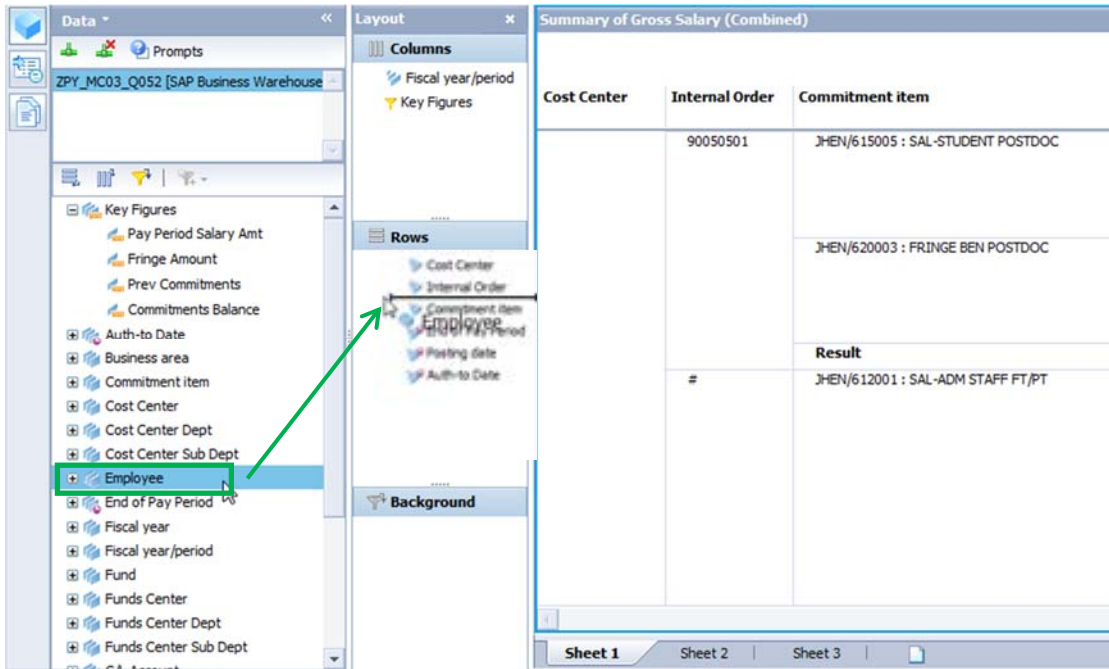 Data
Prompts
ZPY_MC03_Q052 [SAP Business Warehouse
Key Figures
Pay Period Salary Amt
Fringe Amount
Prev Commitments
Commitments Balance
Auth-to Date
Business area
Commitment item
Cost Center
Cost Center Dept
Cost Center Sub Dept
Employee
End of Pay Period
Fiscal year
Fiscal year/period
Fund
Funds Center
Funds Center Dept
Funds Center Sub Dept
Layout
Columns
Fiscal year/period
Key Figures
Rows
Cost Center
Internal Order
Commitment item
Employee
End of Pay Period
Posting date
Auth-to Date
Background
Summary of Gross Salary (Combined)
Cost Center Internal Order Commitment item
90050501 JHEN/615005 : SAL-STUDENT POSTDOC
JHEN/620003 : FRINGE BEN POSTDOC
Result
# JHEN/612001 : SAL-ADM STAFF FT/PT
Sheet 1 Sheet 2 Sheet 3